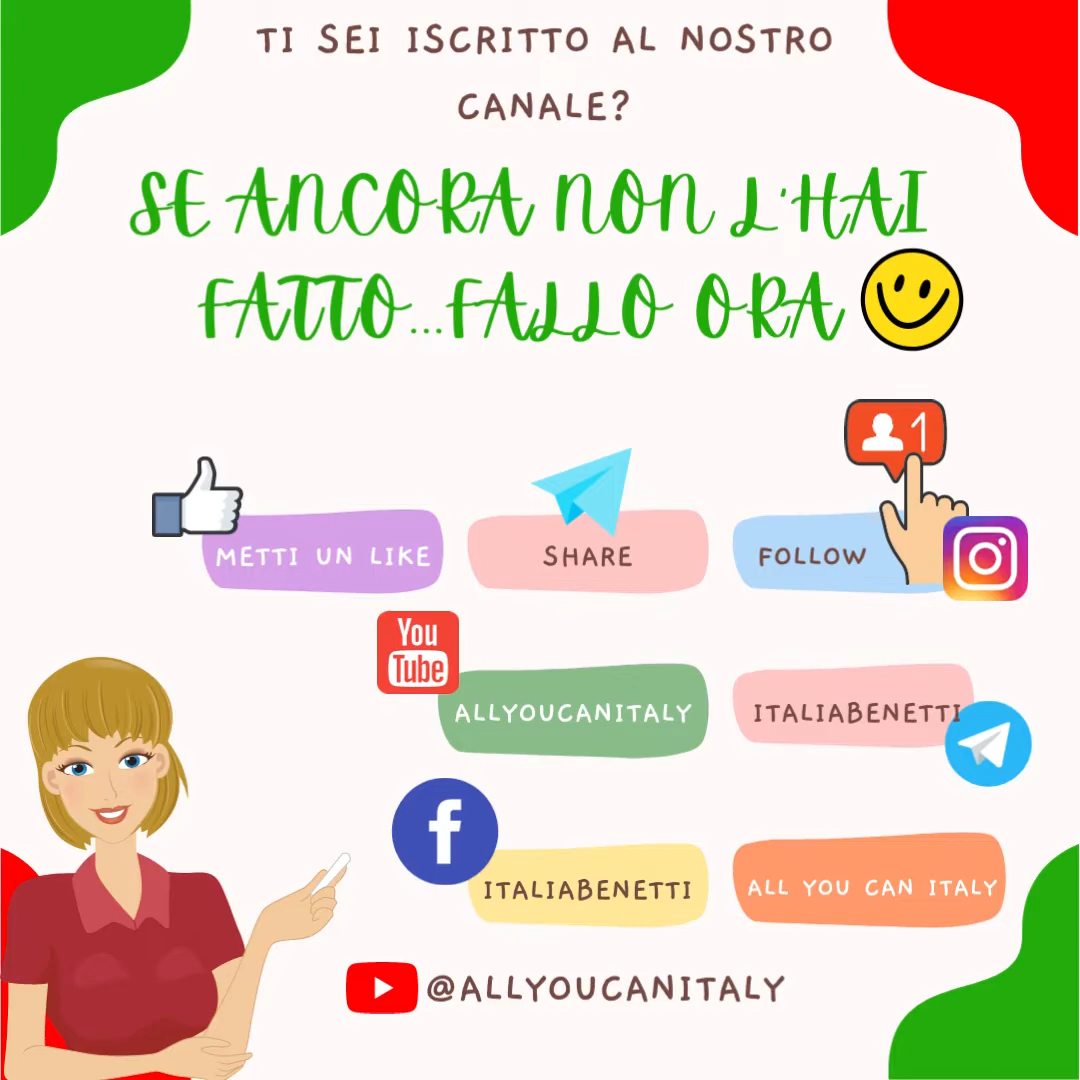 TI SEI ISCRITTO AL NOSTRO
CANALE?
SE ANCORA NON L'HAI
FATTO...FALLO ORA
1
METTI UN LIKE
SHARE
FOLLOW
You
Tube
ALLYOUCANITALY
ITALIABENETTI
f
ITALIABENETTI
ALL YOU CAN ITALY
@ALLYOUCANITALY